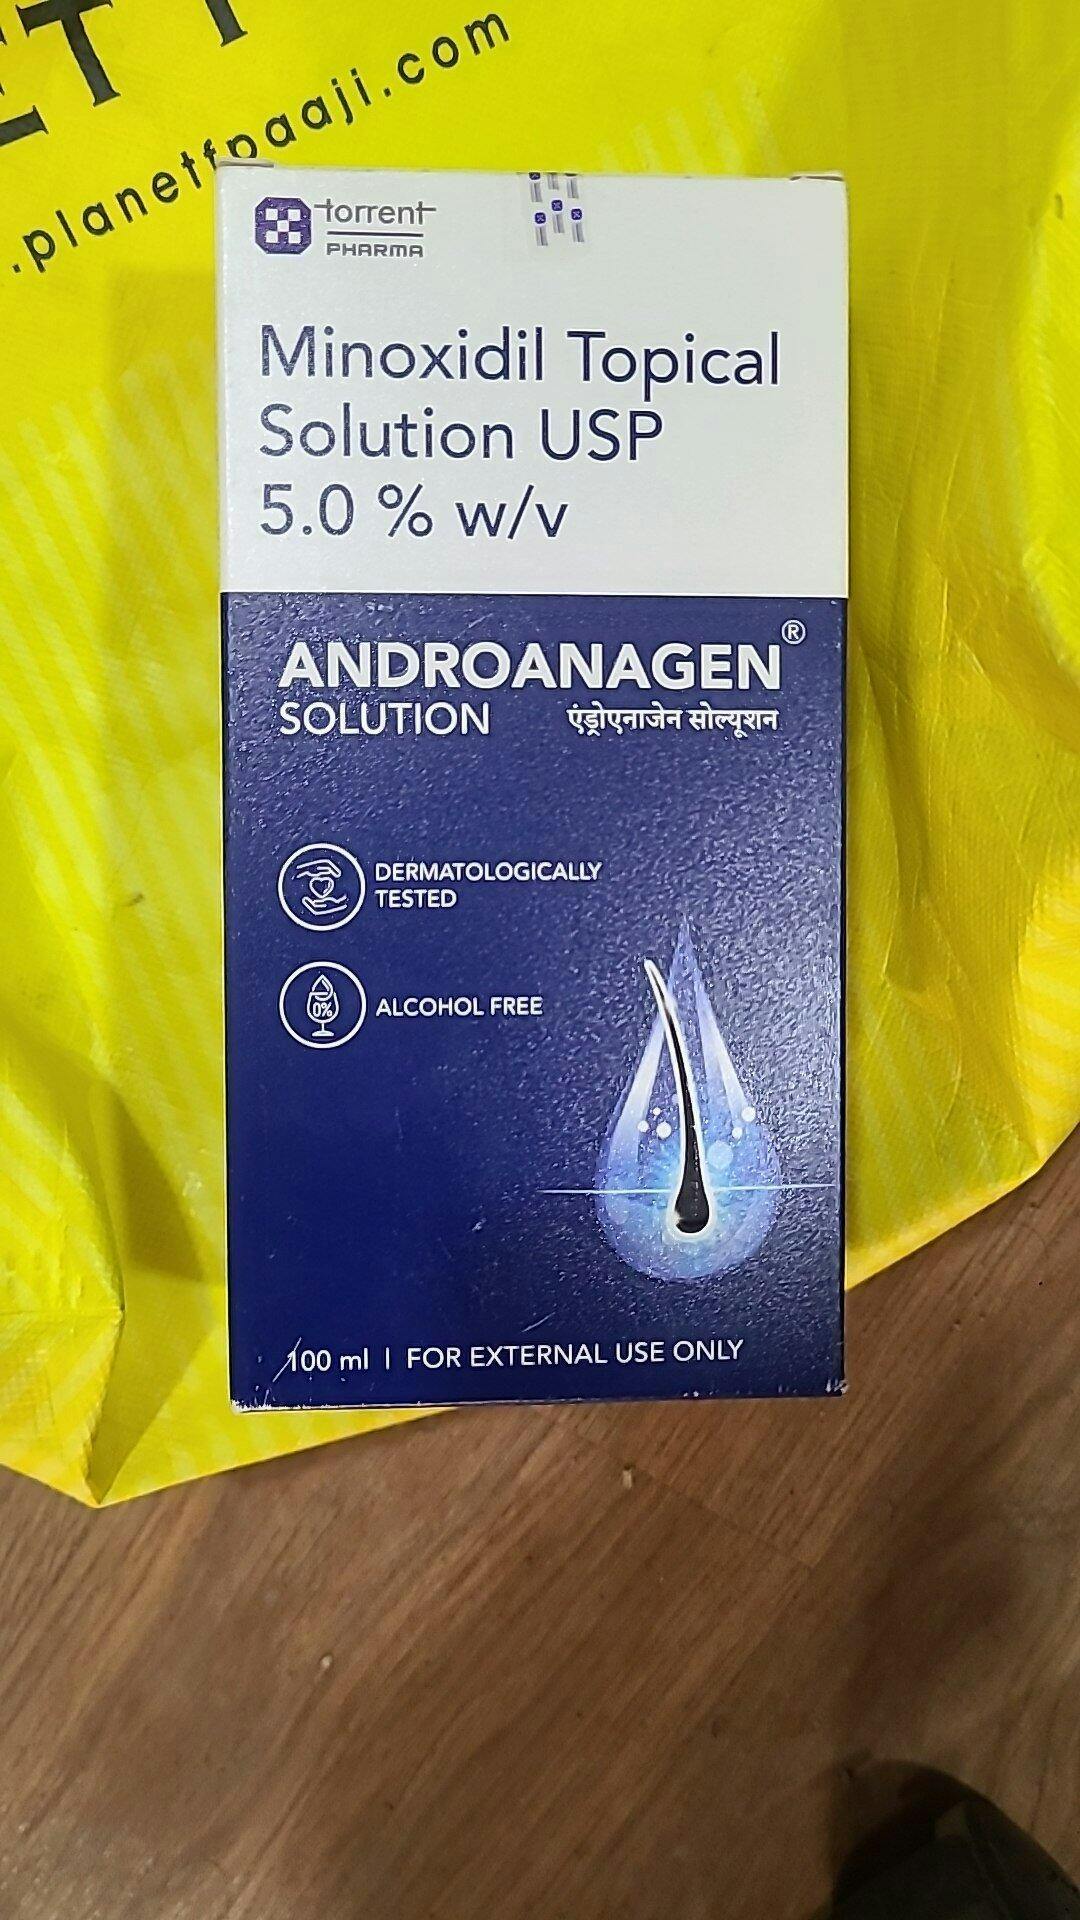 .planetfpaaji.com
torrent
PHARMA
Minoxidil Topical
Solution USP
5.0 % w/v
ANDROANAGEN®
SOLUTION एंड्रोएनाजेन सोल्यूशन
DERMATOLOGICALLY
TESTED
0%
ALCOHOL FREE
100 ml | FOR EXTERNAL USE ONLY